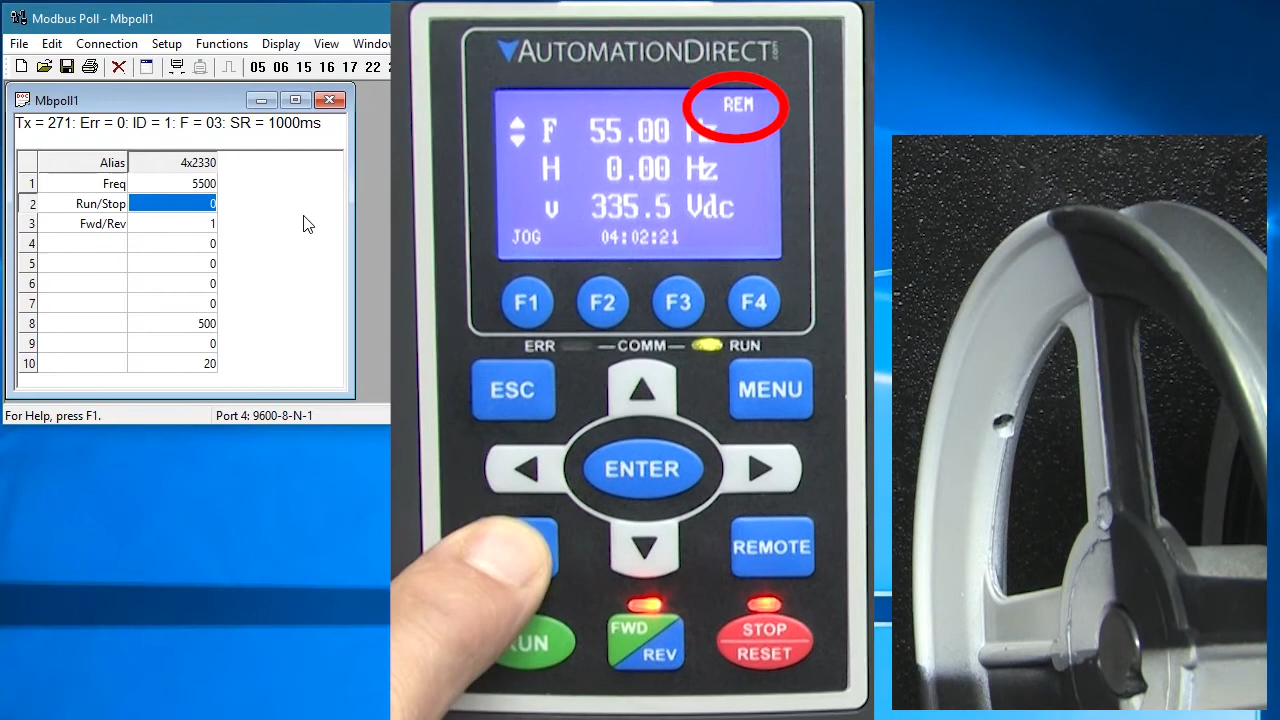 Modbus Poll - Mbpoll1
File Edit Connection Setup Functions Display View Window
05 06 15 16 17 22 2
Mbpoll1
Tx = 271: Err = 0: ID = 1: F = 03: SR = 1000ms
Alias 4x2330
1 Freq 5500
2 Run/Stop 0
3 Fwd/Rev 1
4 0
5 0
6 0
7 0
8 500
9 0
10 20
For Help, press F1. Port 4: 9600-8-N-1
AUTOMATIONDIRECT.com
REM
F 55.00 Hz
H 0.00 Hz
v 335.5 Vdc
JOG 04:02:21
F1 F2 F3 F4
ERR COMM RUN
ESC MENU
ENTER
REMOTE
UN
FWD
REV
STOP
RESET